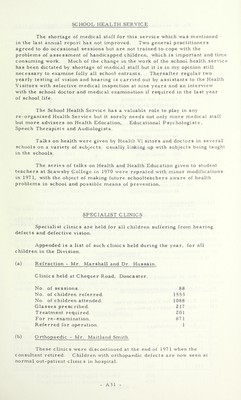 SCHOOL HEALTH SERVICE
The shortage of medical staff for this service which was mentioned
in the last annual report has not improved. Two general practitioners
agreed to do occasional sessions but are not trained to cope with the
problems of assessment of handicapped children, which is important and time
consuming work. Much of the change in the work of the school health service
has been dictated by shortage of medical staff but it is in my opinion still
necessary to examine fully all school entrants. Thereafter regular two
yearly testing of vision and hearing is carried out by assistants to the Health
Visitors with selective medical inspection at nine years and an interview
with the school doctor and medical examination if required in the last year
of school life.
The School Health Service has a valuable role to play in any
re-organised Health Service but it surely needs not only more medical staff
but more advisers on Health Education, Educational Psychologists,
Speech Therapists and Audiologists.
Talks on health were given by Health Visitors and doctors in several
schools on a variety of subjects, usually linking up with subjects being taught
in the schools.
The series of talks on Health and Health Education given to student
teachers at Scawsby College in 1970 were repeated with minor modifications
in 1971, with the object of making future schoolteachers aware of health
problems in school and possible means of prevention.
SPECIALIST CLINICS
Specialist clinics are held for all children suffering from hearing
defects and defective vision.
Appended is a list of such clinics held during the year, for all
children in the Division.
(a) Refraction - Mr. Marshall and Dr. Hossain.
Clinics held at Chequer Road, Doncaster.
No. of sessions. 88
No. of children referred. 1553
No. of children attended. 1088
Glasses prescribed. 217
Treatment required. 201
For re-examination. 871
Referred for operation. 1
(b) Orthopaedic - Mr. Maitland Smith.
These clinics were discontinued at the end of 1971 when the
consultant retired. Children with orthopaedic defects are now seen at
normal out-patient clinics in hospital.
- A31 -